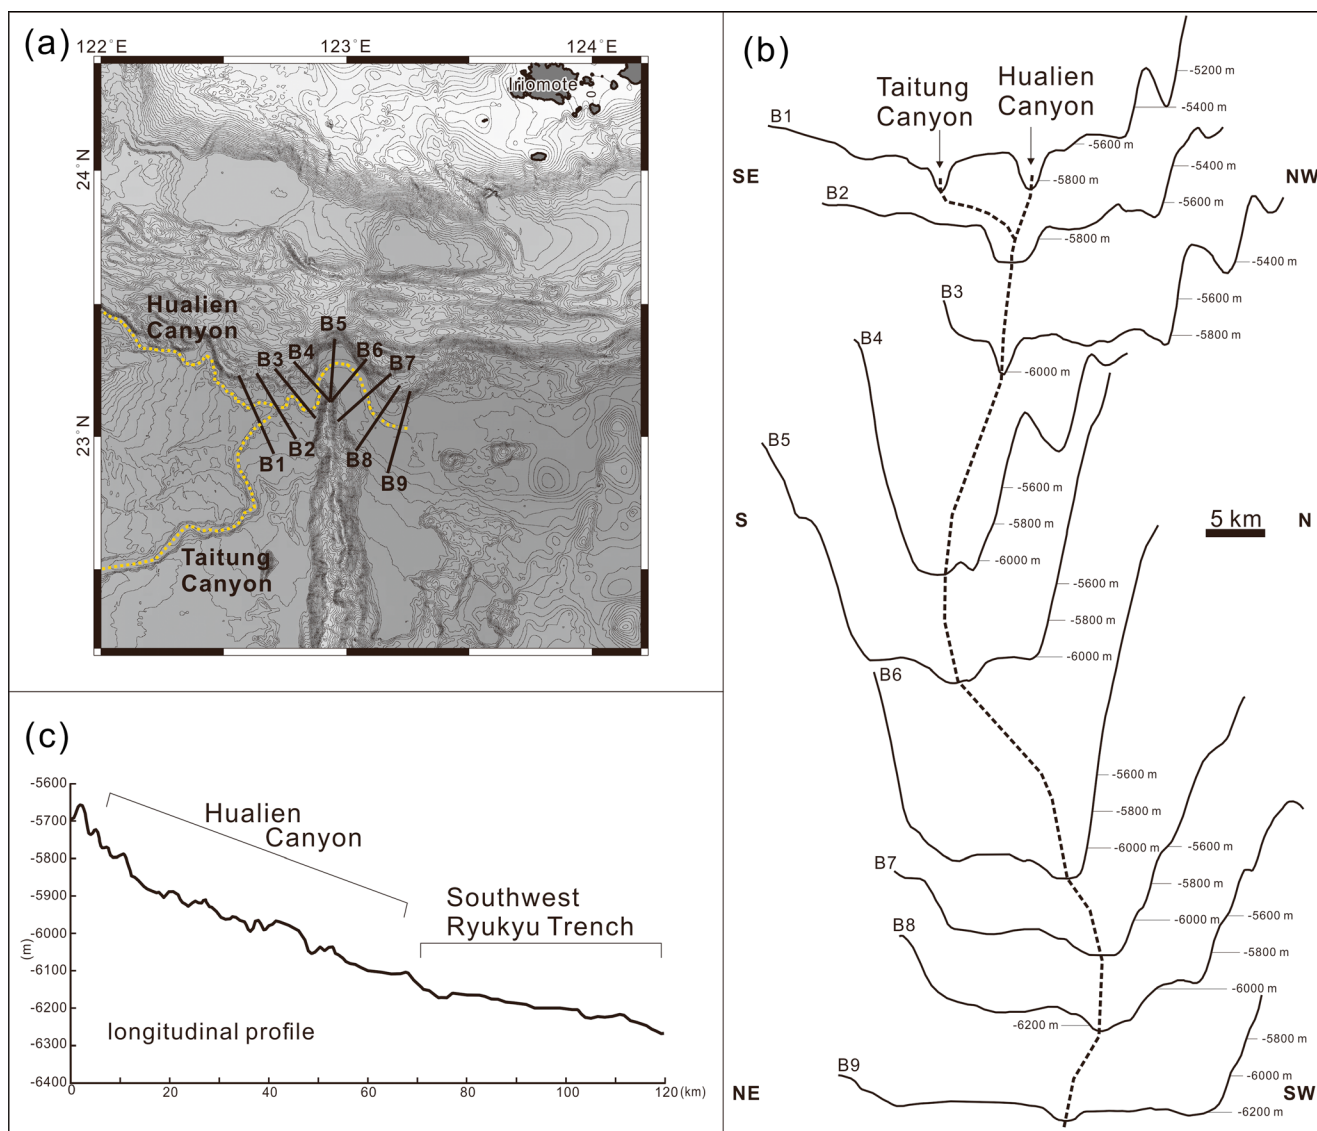 (a)
122°E
123°E
124°E
24°N
23°N
Iriomote
Hualien
Canyon
B5
B4
B6
B3
B7
B2
B8
B1
B9
Taitung
Canyon
(b)
Taitung
Canyon
Hualien
Canyon
-5200 m
-5400 m
B1
-5600 m
-5400 m
SE
-5800 m
NW
B2
-5600 m
-5800 m
-5400 m
B3
-5600 m
B4
-5800 m
-6000 m
B5
-5600 m
S
-5800 m
5 km
N
-6000 m
-5600 m
-5800 m
-6000 m
B6
-5600 m
-5800 m
-6000 m
-5600 m
B7
-5800 m
-6000 m
-5600 m
B8
-5800 m
-6000 m
-6200 m
-5800 m
B9
-6000 m
NE
SW
-6200 m
(c)
-5600
-5700
-5800
-5900
-6000
-6100
-6200
-6300
-6400
(m)
Hualien
Canyon
Southwest
Ryukyu Trench
longitudinal profile
0 20 40 60 80 100 120 (km)